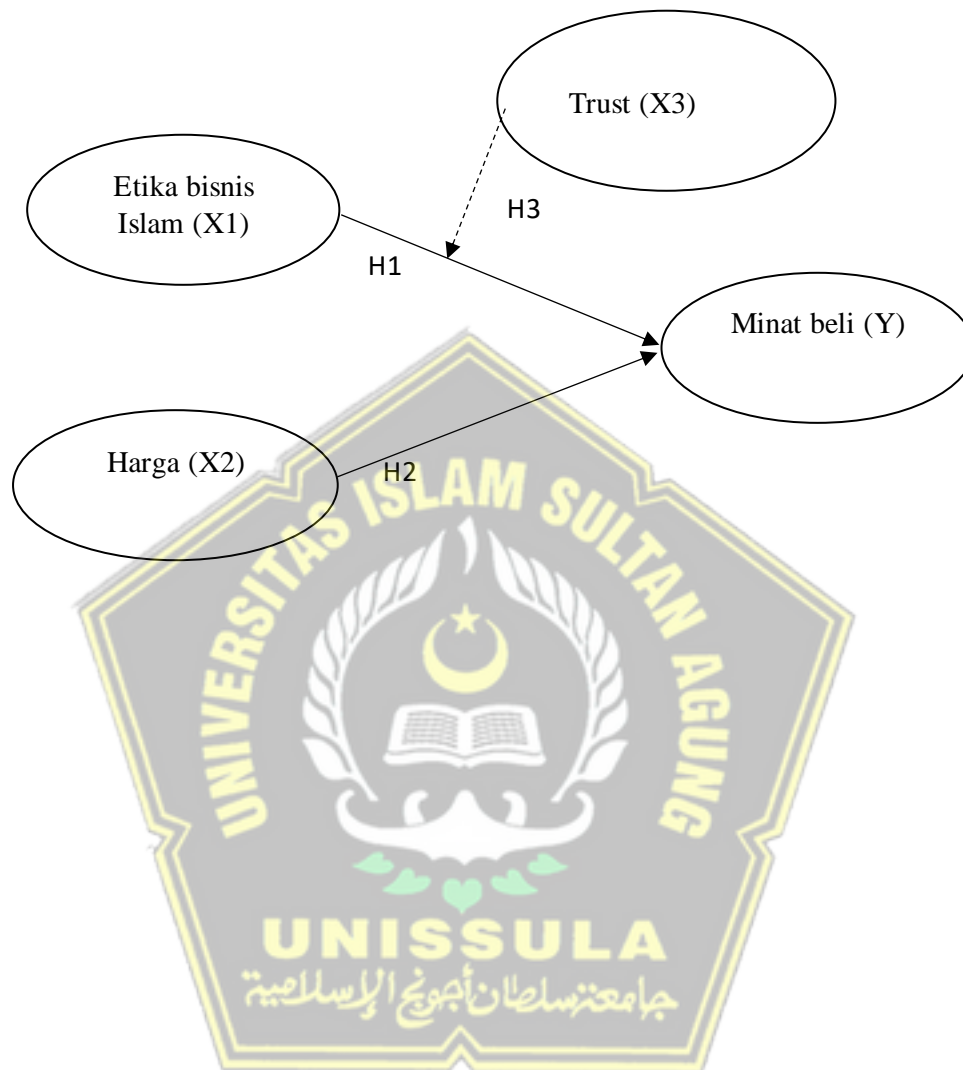 Trust (X3)
Etika bisnis
Islam (X1)
H3
H1
Minat beli (Y)
Harga (X2)
H2
UNIVERSITAS ISLAM SULTAN AGUNG
UNISSULA
جامعة سلطان أجونج الإسلامية